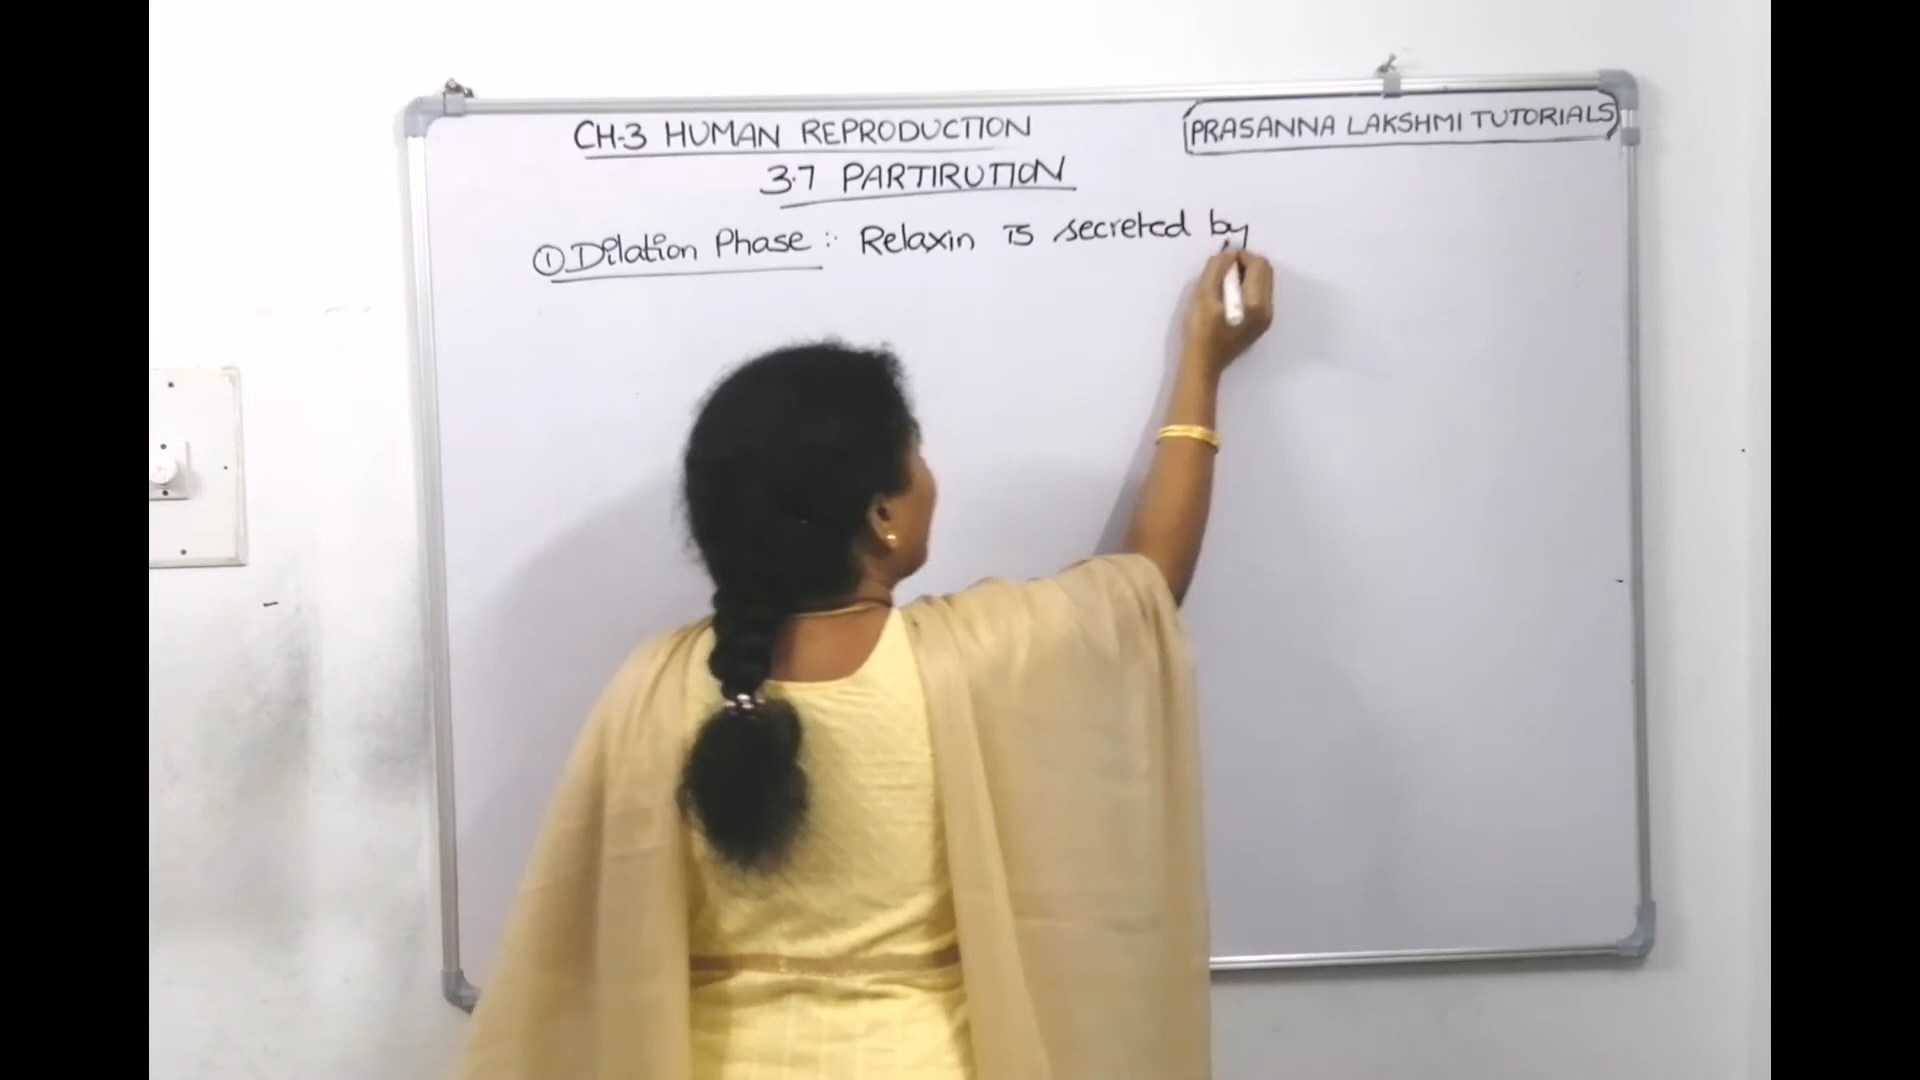 CH-3 HUMAN REPRODUCTION
PRASANNA LAKSHMI TUTORIALS
3.7 PARTIRUTION
① Dilation Phase :- Relaxin is secreted by